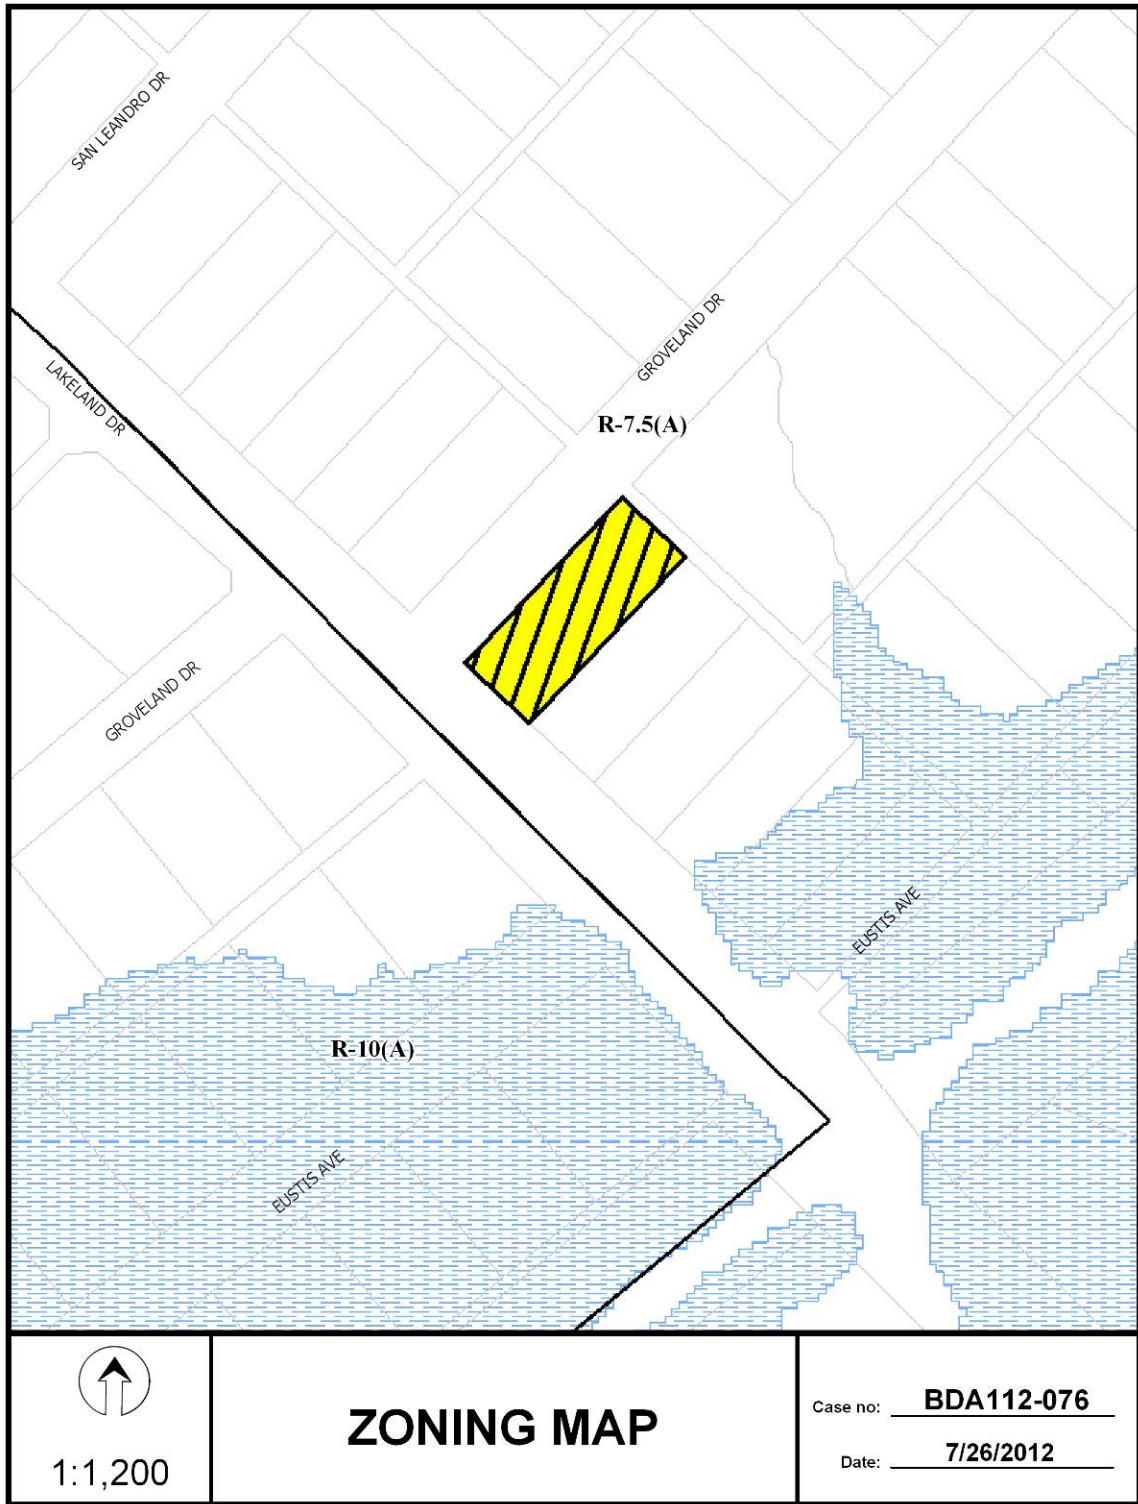 SAN LEANDRO DR
GROVELAND DR
LAKELAND DR
R-7.5(A)
GROVELAND DR
EUSTIS AVE
R-10(A)
EUSTIS AVE
1:1,200
ZONING MAP
Case no: BDA112-076
Date: 7/26/2012